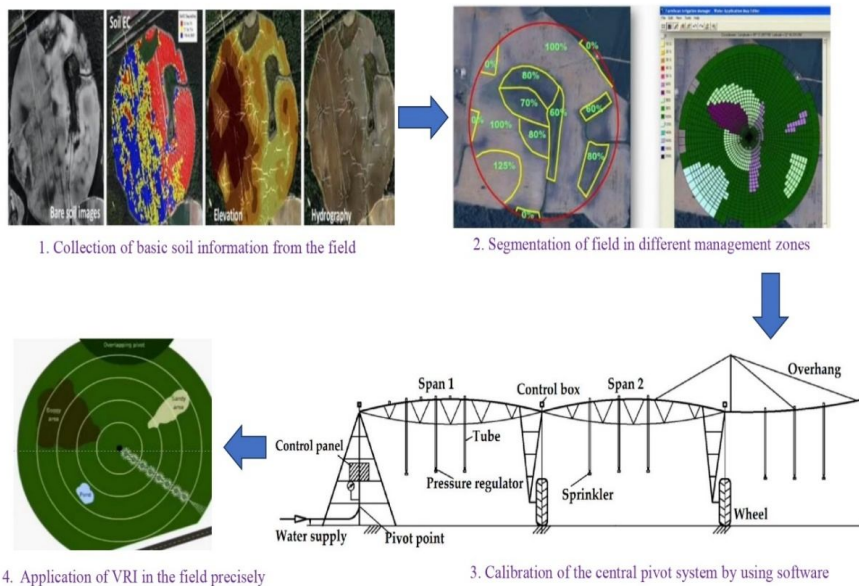 Soil EC
Bare soil images
Elevation
Hydrography
1. Collection of basic soil information from the field
100%
0%
0%
80%
70%
60%
60%
0%
100%
80%
80%
125%
0%
2. Segmentation of field in different management zones
Overlapping pivot
Boggy
area
Sandy
area
Pond
4. Application of VRI in the field precisely
Span 1
Control box
Span 2
Overhang
Control panel
Tube
Pressure regulator
Sprinkler
Wheel
Water supply
Pivot point
3. Calibration of the central pivot system by using software